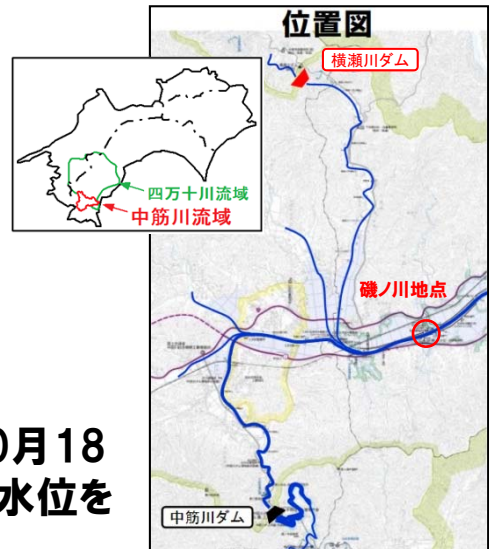 位置図
横瀬川ダム
四万十川流域
中筋川流域
磯ノ川地点
0月18
水位を
中筋川ダム